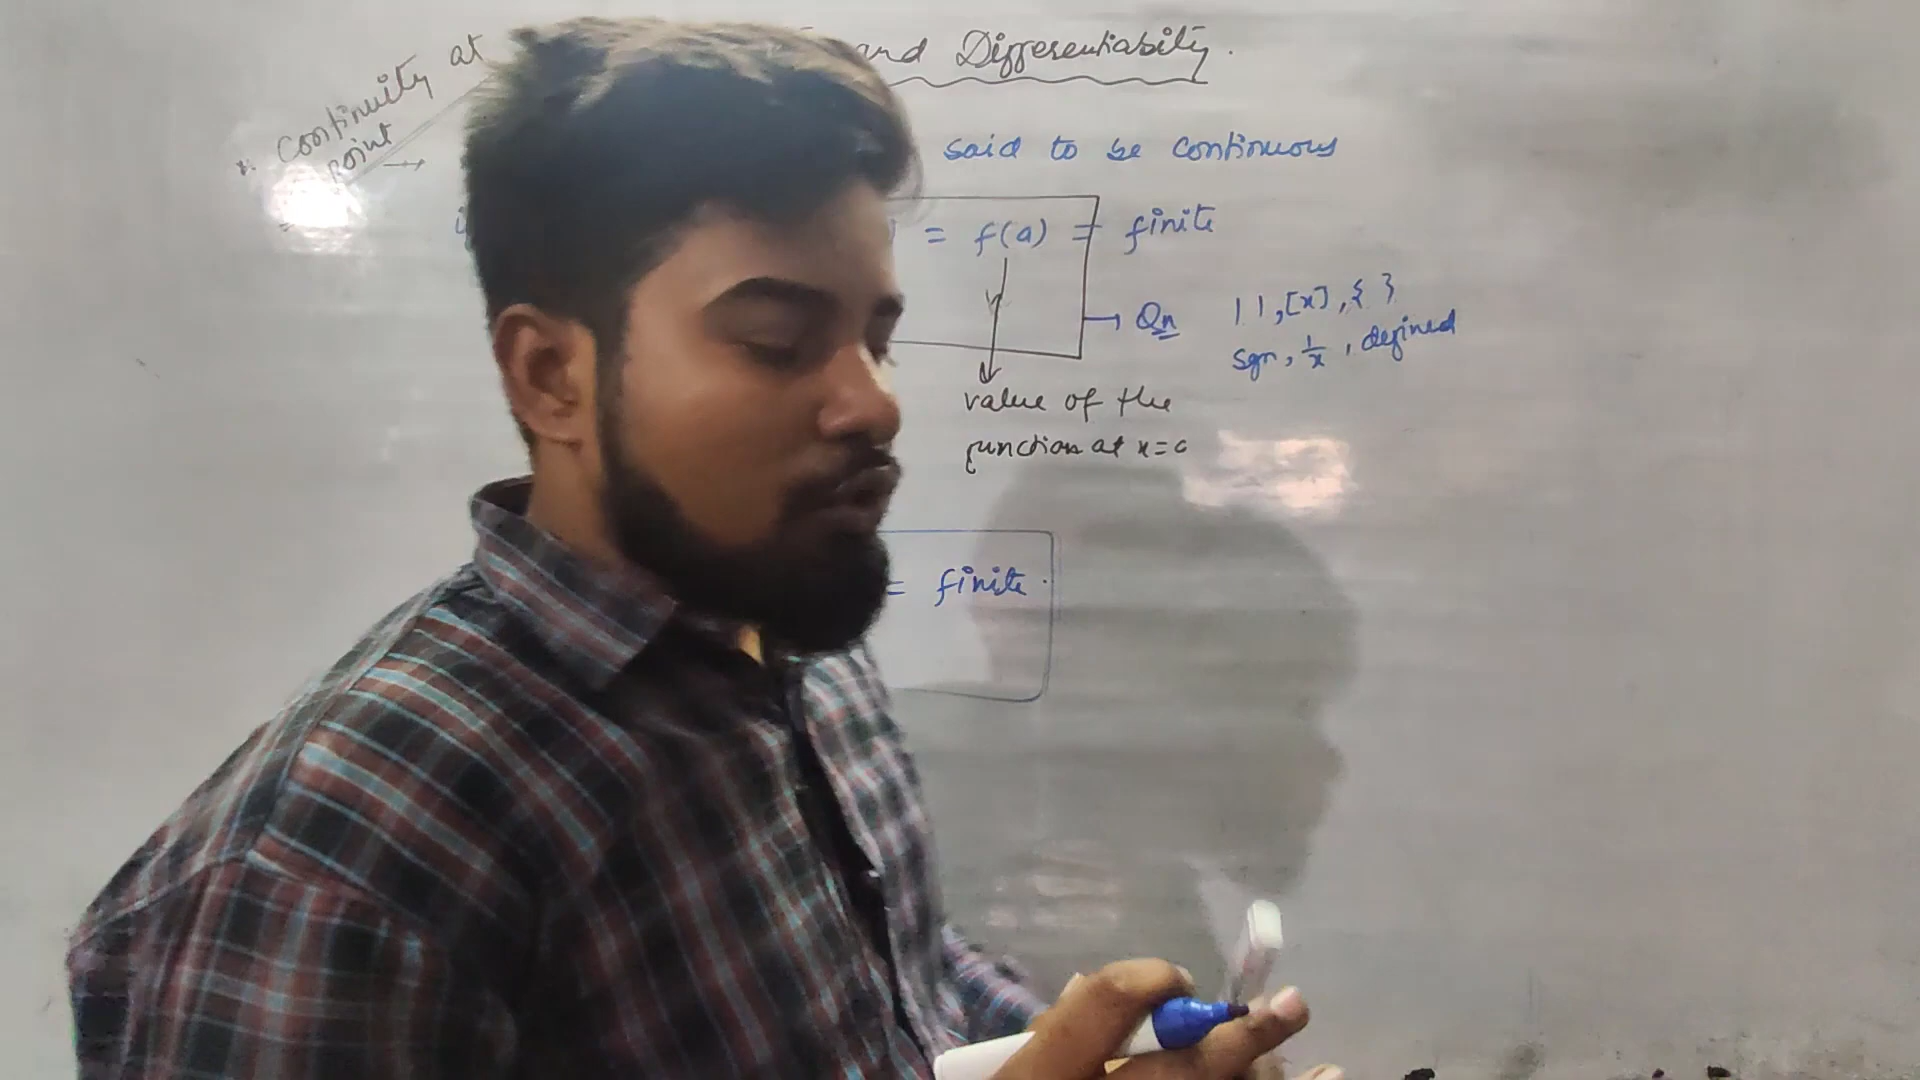 and Differentiability.
* Continuity at
point →
said to be continuous
= f(a) = finite
→ Qn | |, [x], { }
sgn, 1/x, defined
value of the
function at x=a
= finite.